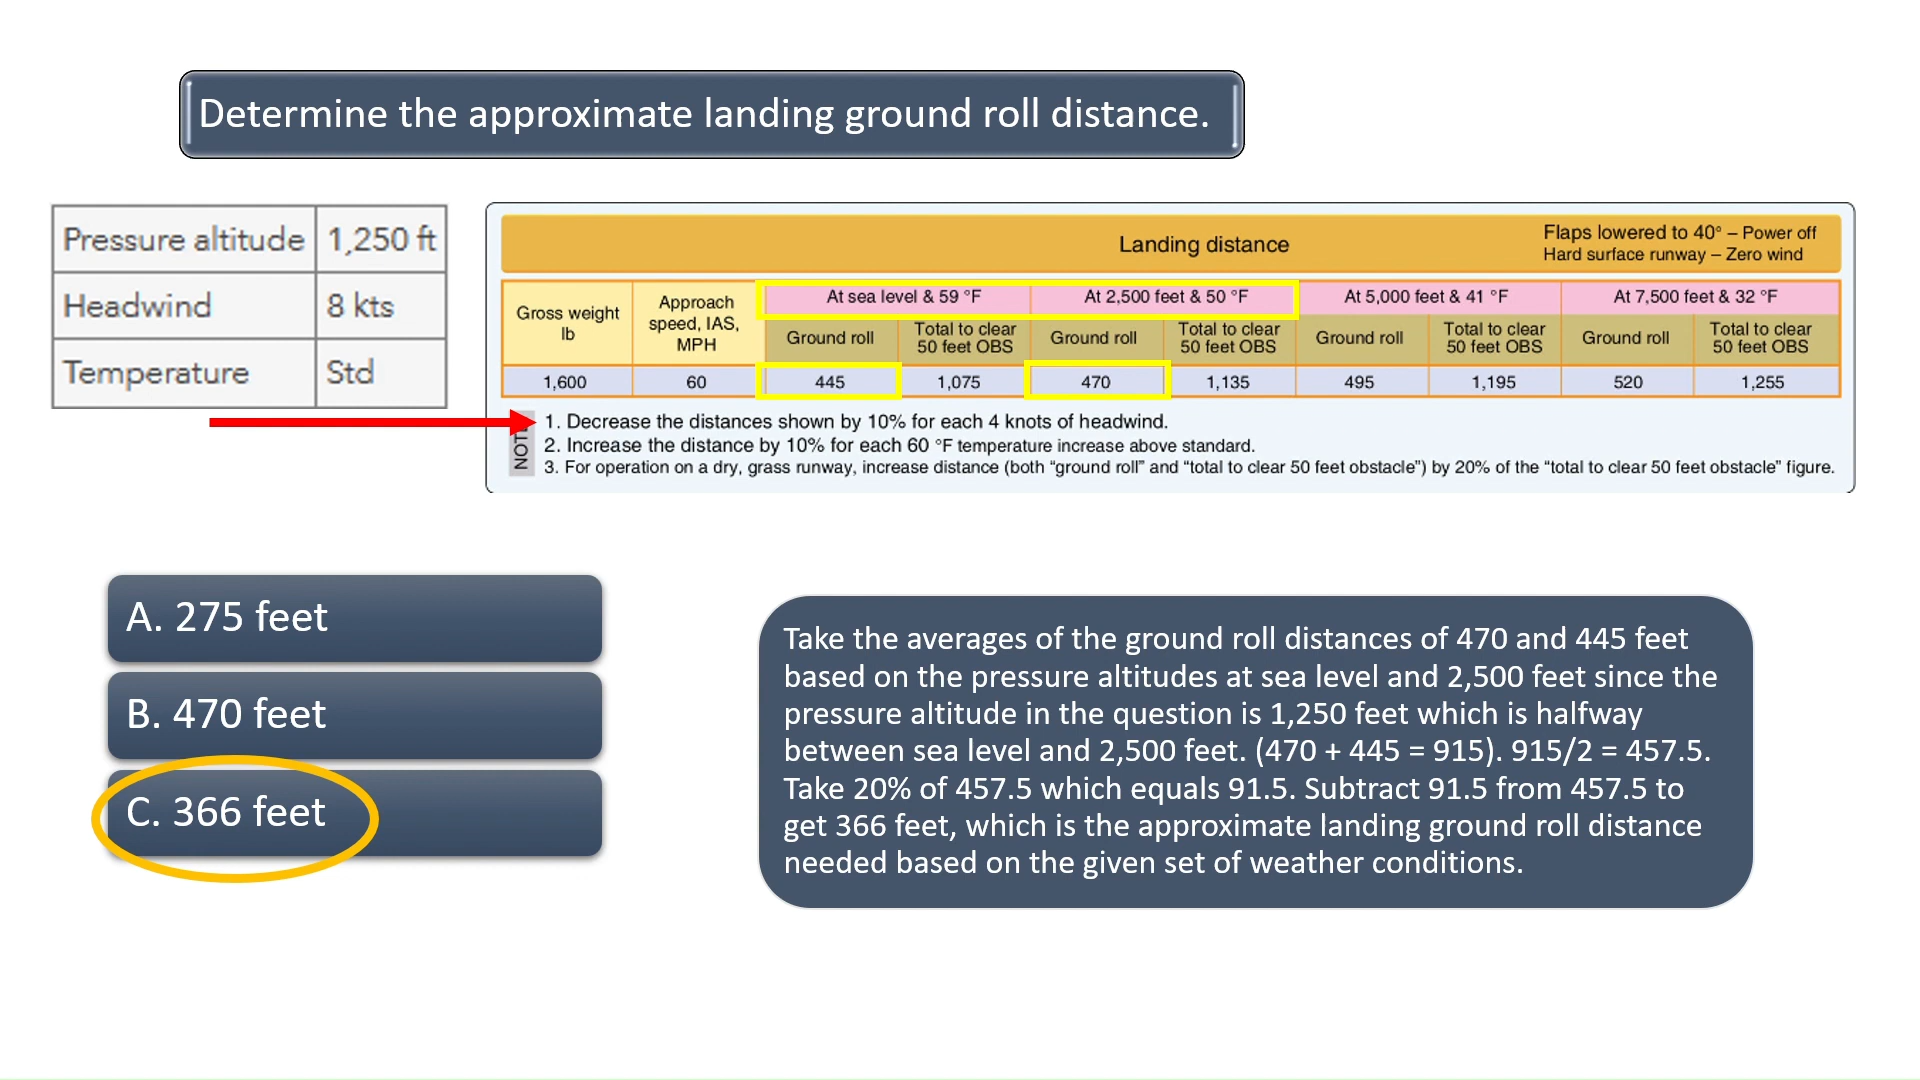 Determine the approximate landing ground roll distance.
Pressure altitude 1,250 ft
Headwind 8 kts
Temperature Std
Landing distance
Flaps lowered to 40° – Power off
Hard surface runway – Zero wind
Gross weight
lb
Approach
speed, IAS,
MPH
At sea level & 59 °F
At 2,500 feet & 50 °F
At 5,000 feet & 41 °F
At 7,500 feet & 32 °F
Ground roll
Total to clear
50 feet OBS
Ground roll
Total to clear
50 feet OBS
Ground roll
Total to clear
50 feet OBS
Ground roll
Total to clear
50 feet OBS
1,600 60 445 1,075 470 1,135 495 1,195 520 1,255
1. Decrease the distances shown by 10% for each 4 knots of headwind.
2. Increase the distance by 10% for each 60 °F temperature increase above standard.
3. For operation on a dry, grass runway, increase distance (both “ground roll” and “total to clear 50 feet obstacle”) by 20% of the “total to clear 50 feet obstacle” figure.
A. 275 feet
B. 470 feet
C. 366 feet
Take the averages of the ground roll distances of 470 and 445 feet
based on the pressure altitudes at sea level and 2,500 feet since the
pressure altitude in the question is 1,250 feet which is halfway
between sea level and 2,500 feet. (470 + 445 = 915). 915/2 = 457.5.
Take 20% of 457.5 which equals 91.5. Subtract 91.5 from 457.5 to
get 366 feet, which is the approximate landing ground roll distance
needed based on the given set of weather conditions.